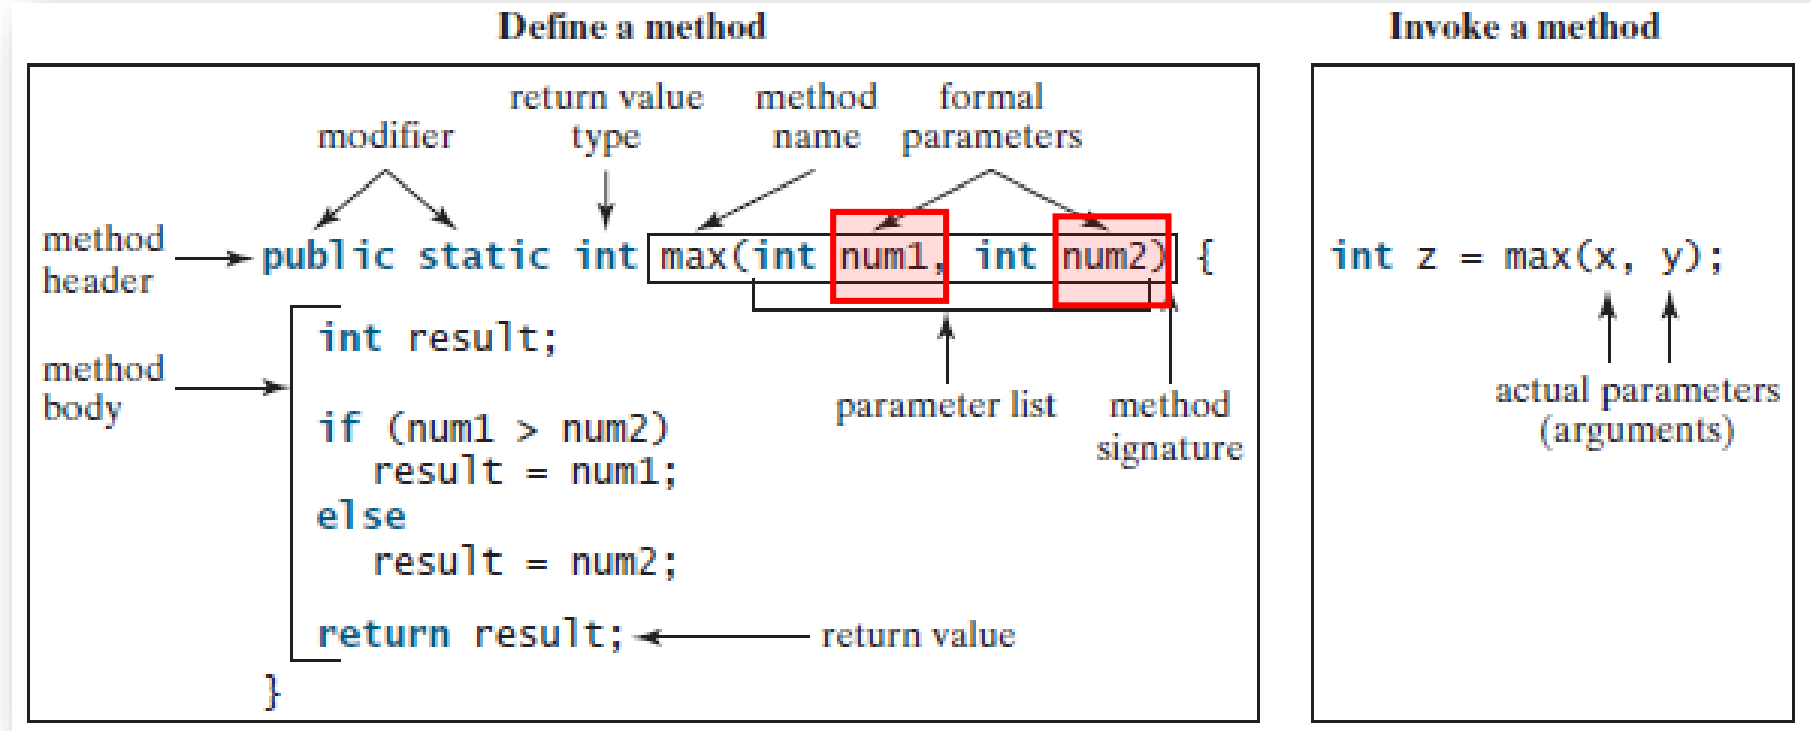 Define a method
Invoke a method
return value type
method name
formal parameters
modifier
method header
public static int max(int num1, int num2) {
int result;
method body
parameter list
method signature
if (num1 > num2)
result = num1;
else
result = num2;
return result;
return value
}
int z = max(x, y);
actual parameters
(arguments)